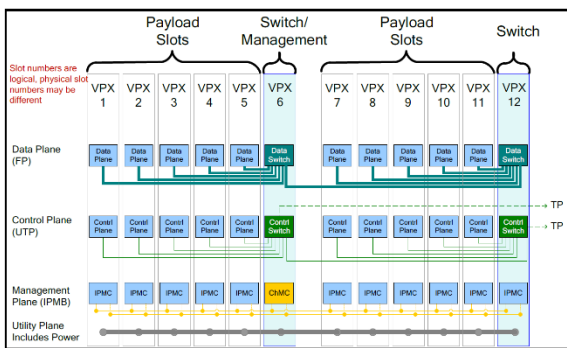 Payload
Slots
Switch/
Management
Payload
Slots
Switch
Slot numbers are
logical, physical slot
numbers may be
different
VPX
1
VPX
2
VPX
3
VPX
4
VPX
5
VPX
6
VPX
7
VPX
8
VPX
9
VPX
10
VPX
11
VPX
12
Data Plane
(FP)
Data
Plane
Data
Plane
Data
Plane
Data
Plane
Data
Plane
Data
Switch
Data
Plane
Data
Plane
Data
Plane
Data
Plane
Data
Plane
Data
Switch
TP
Control Plane
(UTP)
Contrl
Plane
Contrl
Plane
Contrl
Plane
Contrl
Plane
Contrl
Plane
Contrl
Switch
Contrl
Plane
Contrl
Plane
Contrl
Plane
Contrl
Plane
Contrl
Plane
Contrl
Switch
TP
Management
Plane (IPMB)
IPMC
IPMC
IPMC
IPMC
IPMC
ChMC
IPMC
IPMC
IPMC
IPMC
IPMC
IPMC
Utility Plane
Includes Power